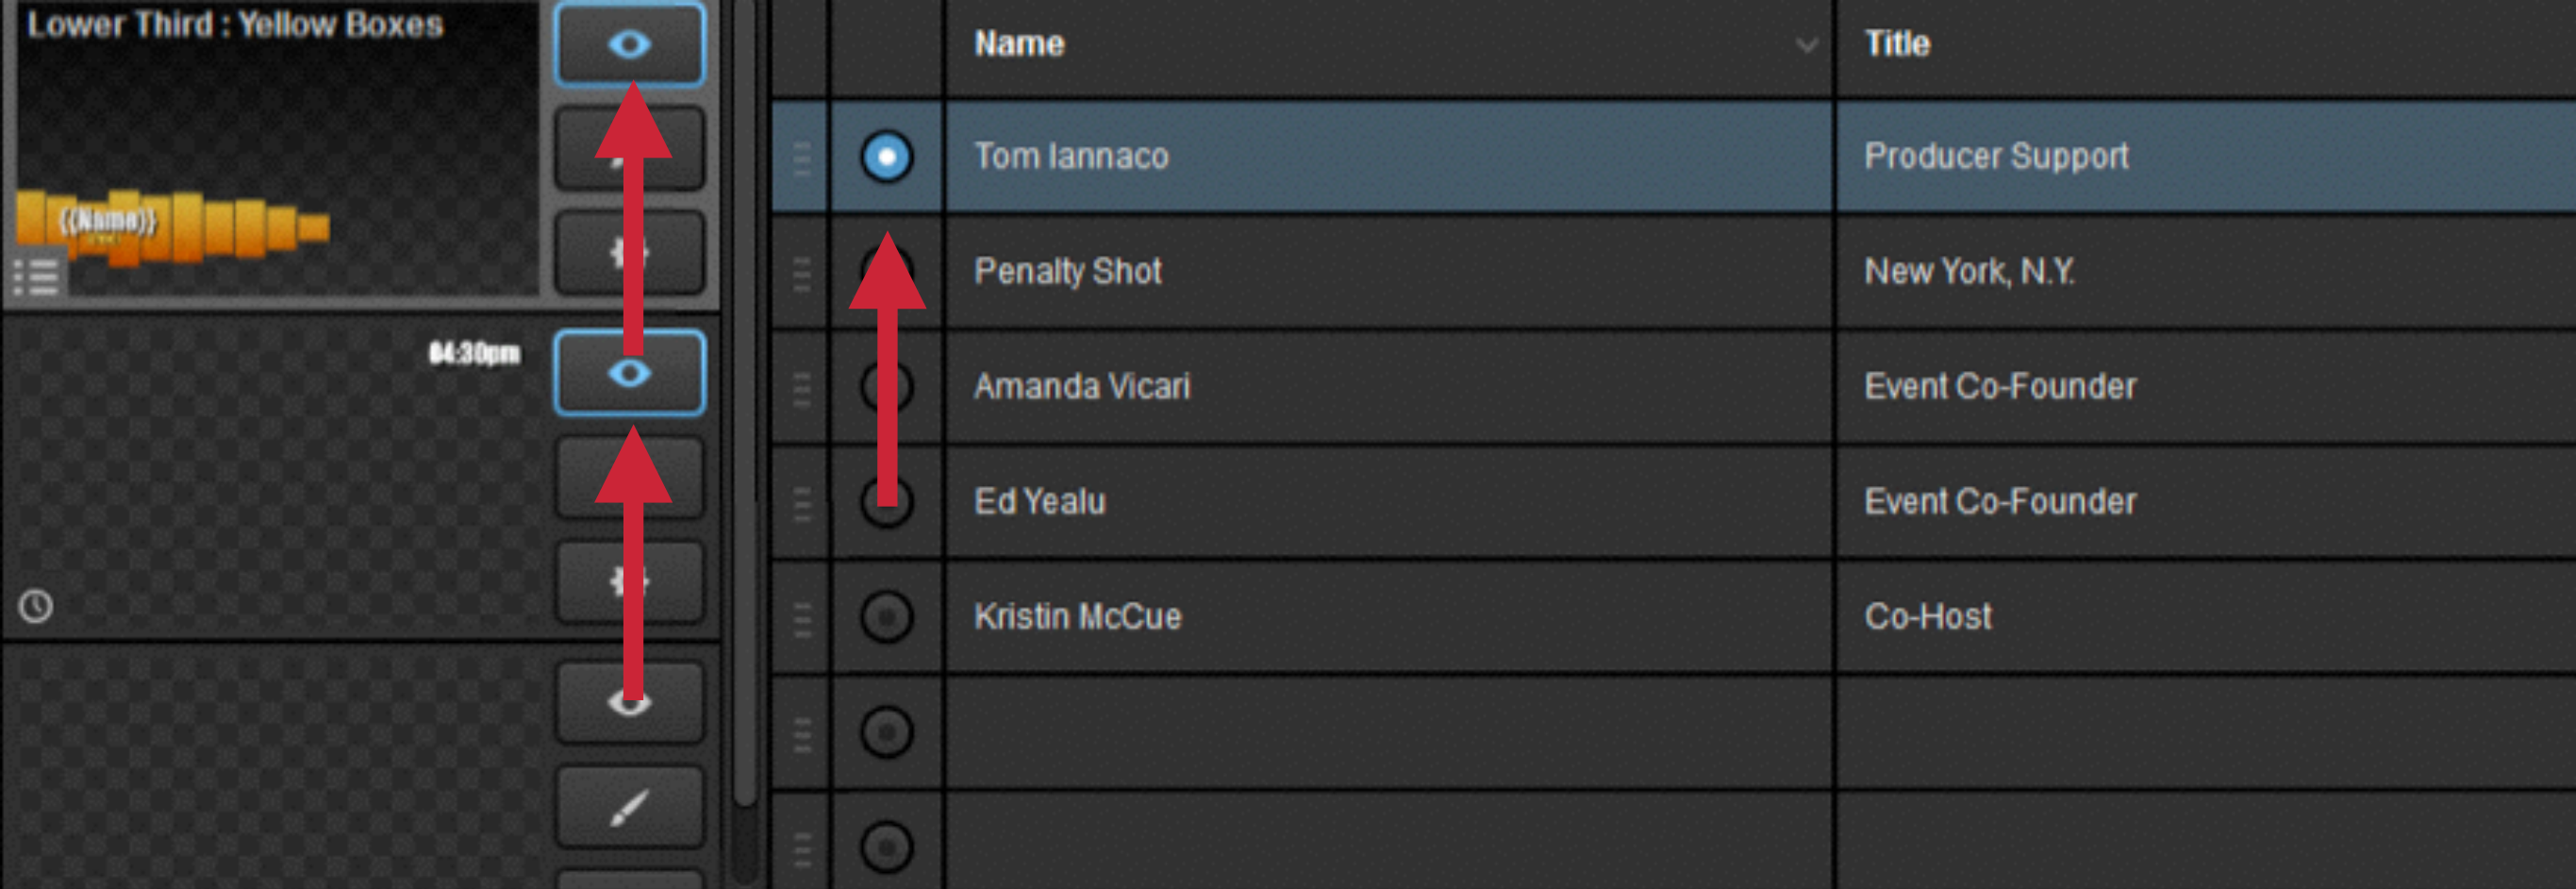 Lower Third : Yellow Boxes
{{Name}}
04:30pm
Name Title
Tom Iannaco Producer Support
Penalty Shot New York, N.Y.
Amanda Vicari Event Co-Founder
Ed Yealu Event Co-Founder
Kristin McCue Co-Host